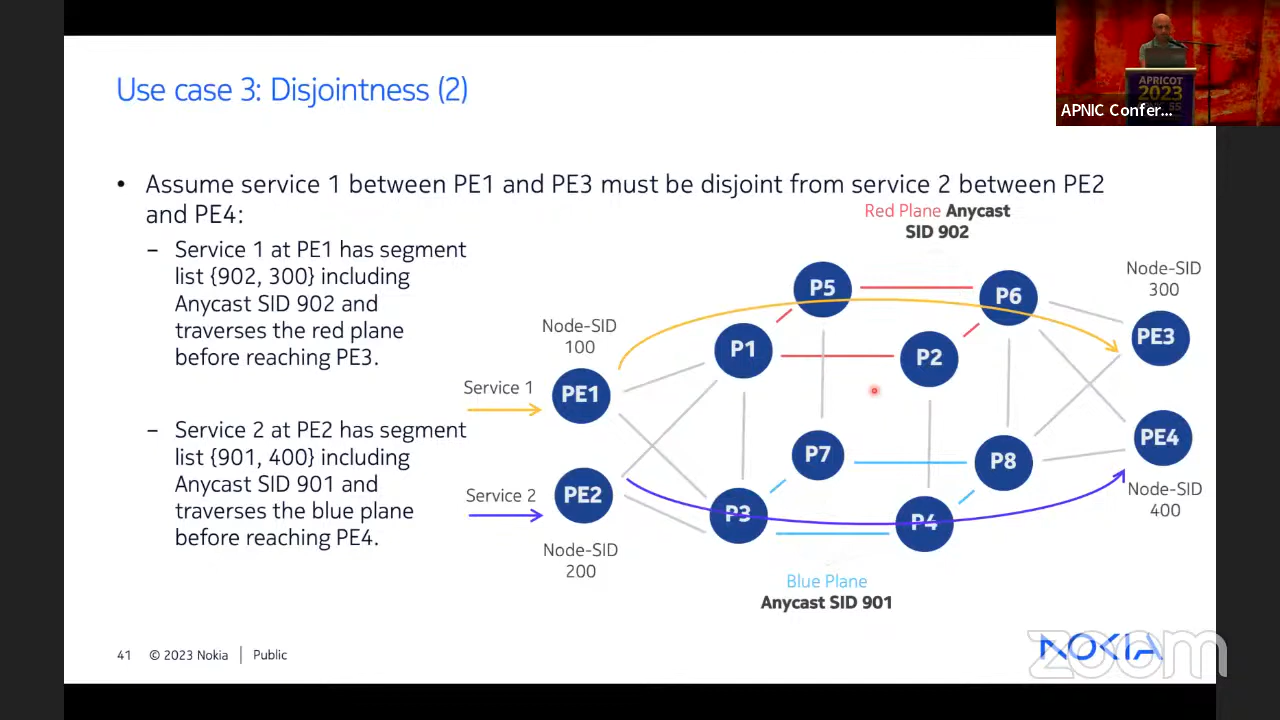 Use case 3: Disjointness (2)
APRICOT
2023
APNIC Confer...
• Assume service 1 between PE1 and PE3 must be disjoint from service 2 between PE2
and PE4:
– Service 1 at PE1 has segment
list {902, 300} including
Anycast SID 902 and
traverses the red plane
before reaching PE3.
– Service 2 at PE2 has segment
list {901, 400} including
Anycast SID 901 and
traverses the blue plane
before reaching PE4.
Red Plane Anycast
SID 902
Node-SID
300
P5
P6
PE3
Node-SID
100
P1
P2
Service 1
PE1
PE4
P7
P8
Service 2
PE2
Node-SID
400
P3
P4
Node-SID
200
Blue Plane
Anycast SID 901
41 © 2023 Nokia | Public
NOKIA
zoom